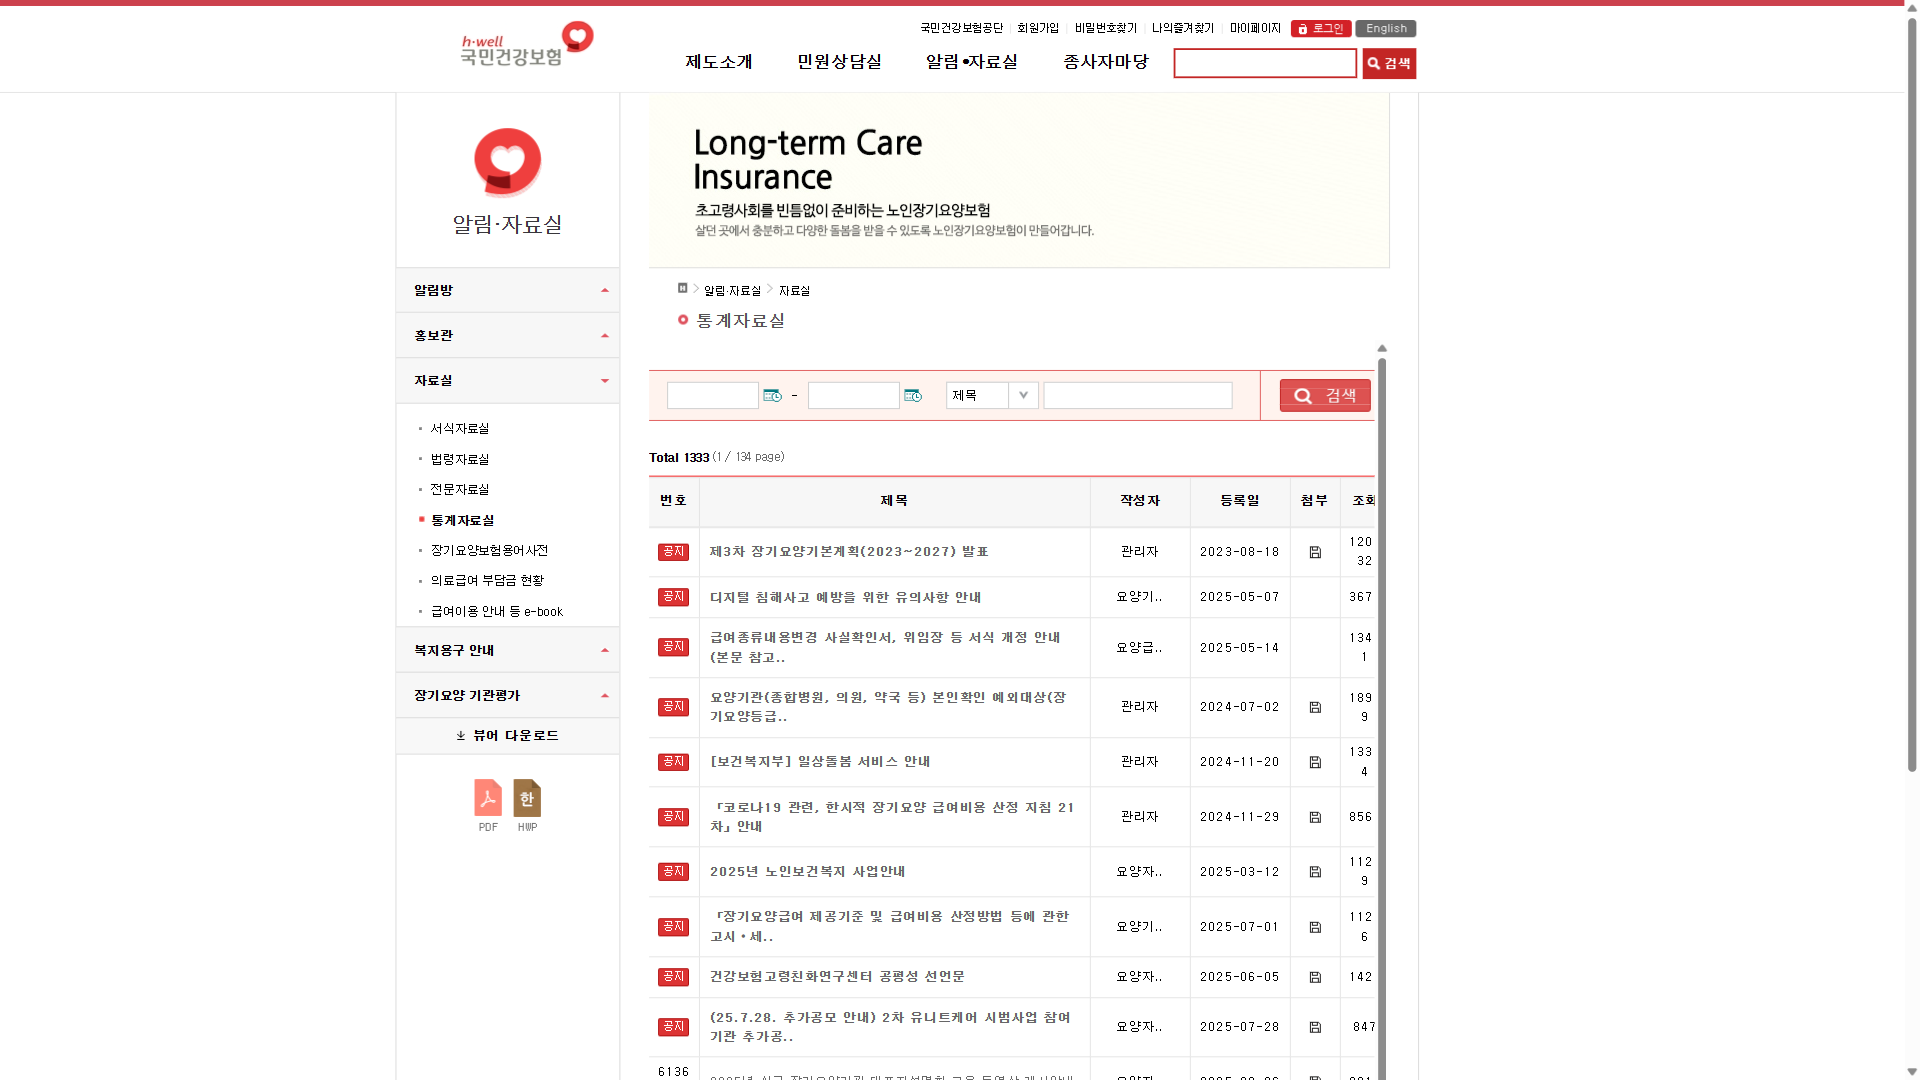 국민건강보험공단 회원가입 비밀번호찾기 나의즐겨찾기 마이페이지 로그인 English
h·well 국민건강보험
제도소개 민원상담실 알림•자료실 종사자마당 검색
알림·자료실
알림방
홍보관
자료실
서식자료실
법령자료실
전문자료실
통계자료실
장기요양보험용어사전
의료급여 부담금 현황
급여이용 안내 등 e-book
복지용구 안내
장기요양 기관평가
뷰어 다운로드
PDF HWP
Long-term Care
Insurance
초고령사회를 빈틈없이 준비하는 노인장기요양보험
살던 곳에서 충분하고 다양한 돌봄을 받을 수 있도록 노인장기요양보험이 만들어갑니다.
알림·자료실 자료실
통계자료실
- 제목 검색
Total 1333 (1 / 134 page)
번호 제목 작성자 등록일 첨부 조회
공지 제3차 장기요양기본계획(2023~2027) 발표 관리자 2023-08-18 12032
공지 디지털 침해사고 예방을 위한 유의사항 안내 요양기.. 2025-05-07 367
공지 급여종류내용변경 사실확인서, 위임장 등 서식 개정 안내
(본문 참고.. 요양급.. 2025-05-14 1341
공지 요양기관(종합병원, 의원, 약국 등) 본인확인 예외대상(장
기요양등급.. 관리자 2024-07-02 1899
공지 [보건복지부] 일상돌봄 서비스 안내 관리자 2024-11-20 1334
공지 「코로나19 관련, 한시적 장기요양 급여비용 산정 지침 21
차」안내 관리자 2024-11-29 856
공지 2025년 노인보건복지 사업안내 요양자.. 2025-03-12 1129
공지 「장기요양급여 제공기준 및 급여비용 산정방법 등에 관한
고시・세.. 요양기.. 2025-07-01 1126
공지 건강보험고령친화연구센터 공평성 선언문 요양자.. 2025-06-05 142
공지 (25.7.28. 추가공모 안내) 2차 유니트케어 시범사업 참여
기관 추가공.. 요양자.. 2025-07-28 847
6136